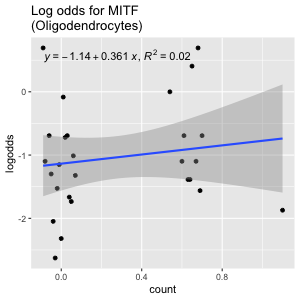 Log odds for MITF
(Oligodendrocytes)
y = −1.14 + 0.361 x, R² = 0.02
0
-1
-2
logodds
0.0 0.4 0.8
count